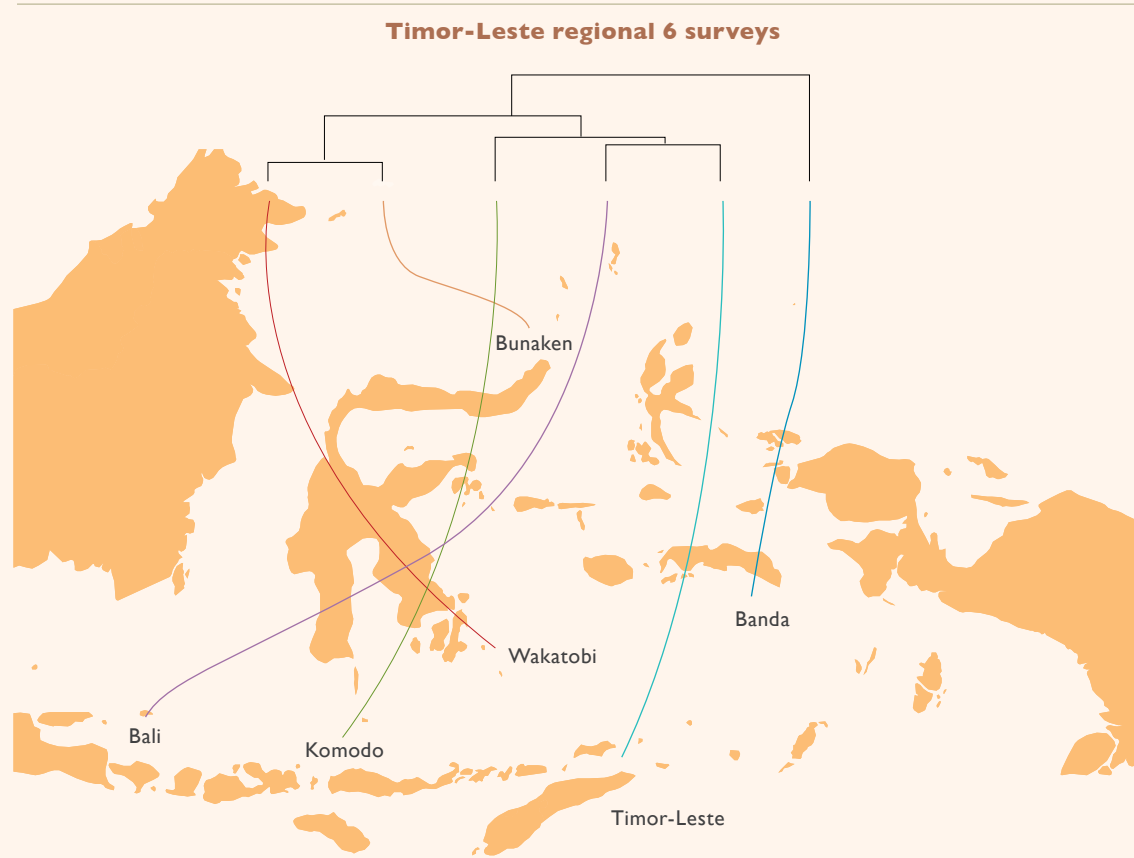 Timor-Leste regional 6 surveys
Bunaken
Banda
Wakatobi
Bali
Komodo
Timor-Leste